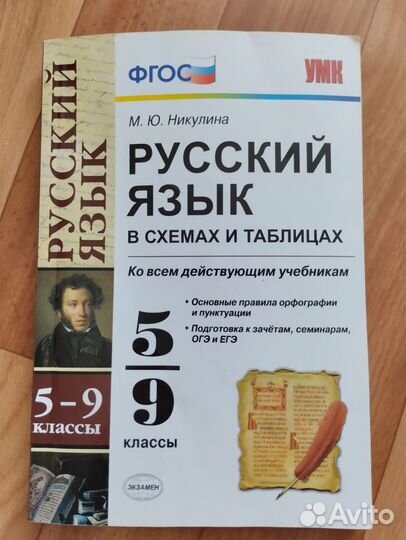 ФГОС
УМК
М. Ю. Никулина
РУССКИЙ
ЯЗЫК
В СХЕМАХ И ТАБЛИЦАХ
Ко всем действующим учебникам
• Основные правила орфографии
и пунктуации
• Подготовка к зачётам, семинарам,
ОГЭ и ЕГЭ
5
9
классы
ЭКЗАМЕН
РУССКИЙ
ЯЗЫК
5–9
классы
Avito